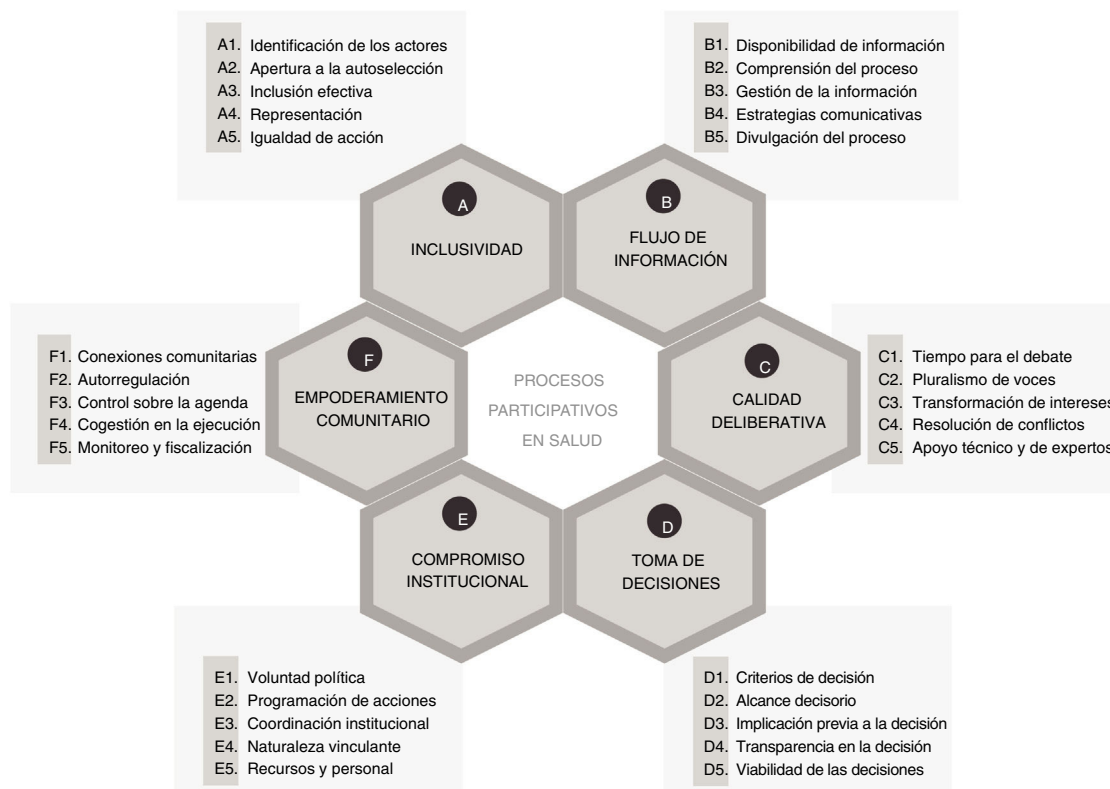 A1. Identificación de los actores
A2. Apertura a la autoselección
A3. Inclusión efectiva
A4. Representación
A5. Igualdad de acción
B1. Disponibilidad de información
B2. Comprensión del proceso
B3. Gestión de la información
B4. Estrategias comunicativas
B5. Divulgación del proceso
A
INCLUSIVIDAD
B
FLUJO DE
INFORMACIÓN
F1. Conexiones comunitarias
F2. Autorregulación
F3. Control sobre la agenda
F4. Cogestión en la ejecución
F5. Monitoreo y fiscalización
F
EMPODERAMIENTO
COMUNITARIO
PROCESOS
PARTICIPATIVOS
EN SALUD
C
CALIDAD
DELIBERATIVA
C1. Tiempo para el debate
C2. Pluralismo de voces
C3. Transformación de intereses
C4. Resolución de conflictos
C5. Apoyo técnico y de expertos
E
COMPROMISO
INSTITUCIONAL
D
TOMA DE
DECISIONES
E1. Voluntad política
E2. Programación de acciones
E3. Coordinación institucional
E4. Naturaleza vinculante
E5. Recursos y personal
D1. Criterios de decisión
D2. Alcance decisorio
D3. Implicación previa a la decisión
D4. Transparencia en la decisión
D5. Viabilidad de las decisiones